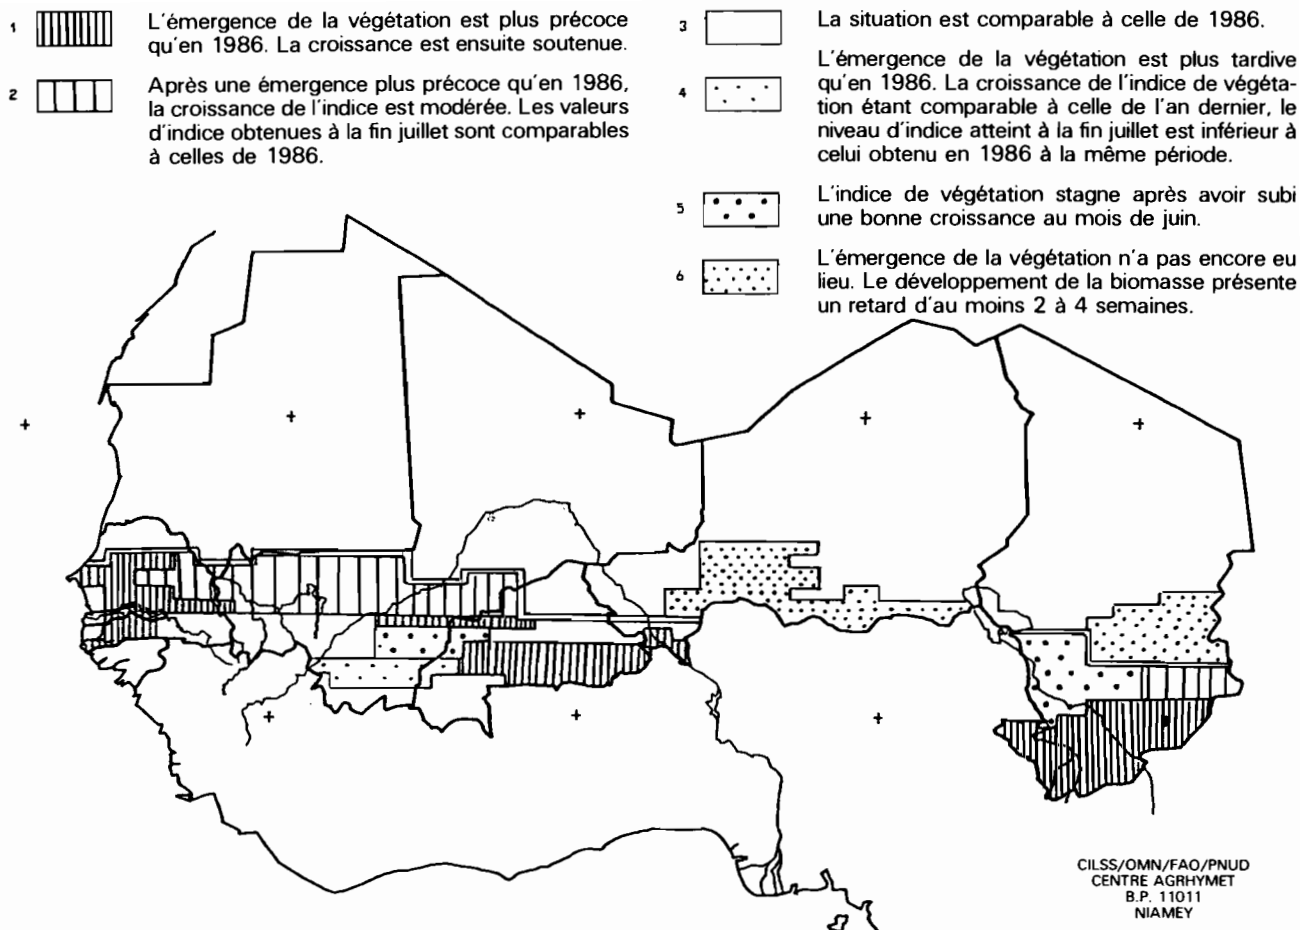 1
L'émergence de la végétation est plus précoce
qu'en 1986. La croissance est ensuite soutenue.
2
Après une émergence plus précoce qu'en 1986,
la croissance de l'indice est modérée. Les valeurs
d'indice obtenues à la fin juillet sont comparables
à celles de 1986.
3
La situation est comparable à celle de 1986.
4
L'émergence de la végétation est plus tardive
qu'en 1986. La croissance de l'indice de végéta-
tion étant comparable à celle de l'an dernier, le
niveau d'indice atteint à la fin juillet est inférieur à
celui obtenu en 1986 à la même période.
5
L'indice de végétation stagne après avoir subi
une bonne croissance au mois de juin.
6
L'émergence de la végétation n'a pas encore eu
lieu. Le développement de la biomasse présente
un retard d'au moins 2 à 4 semaines.
CILSS/OMN/FAO/PNUD
CENTRE AGRHYMET
B.P. 11011
NIAMEY